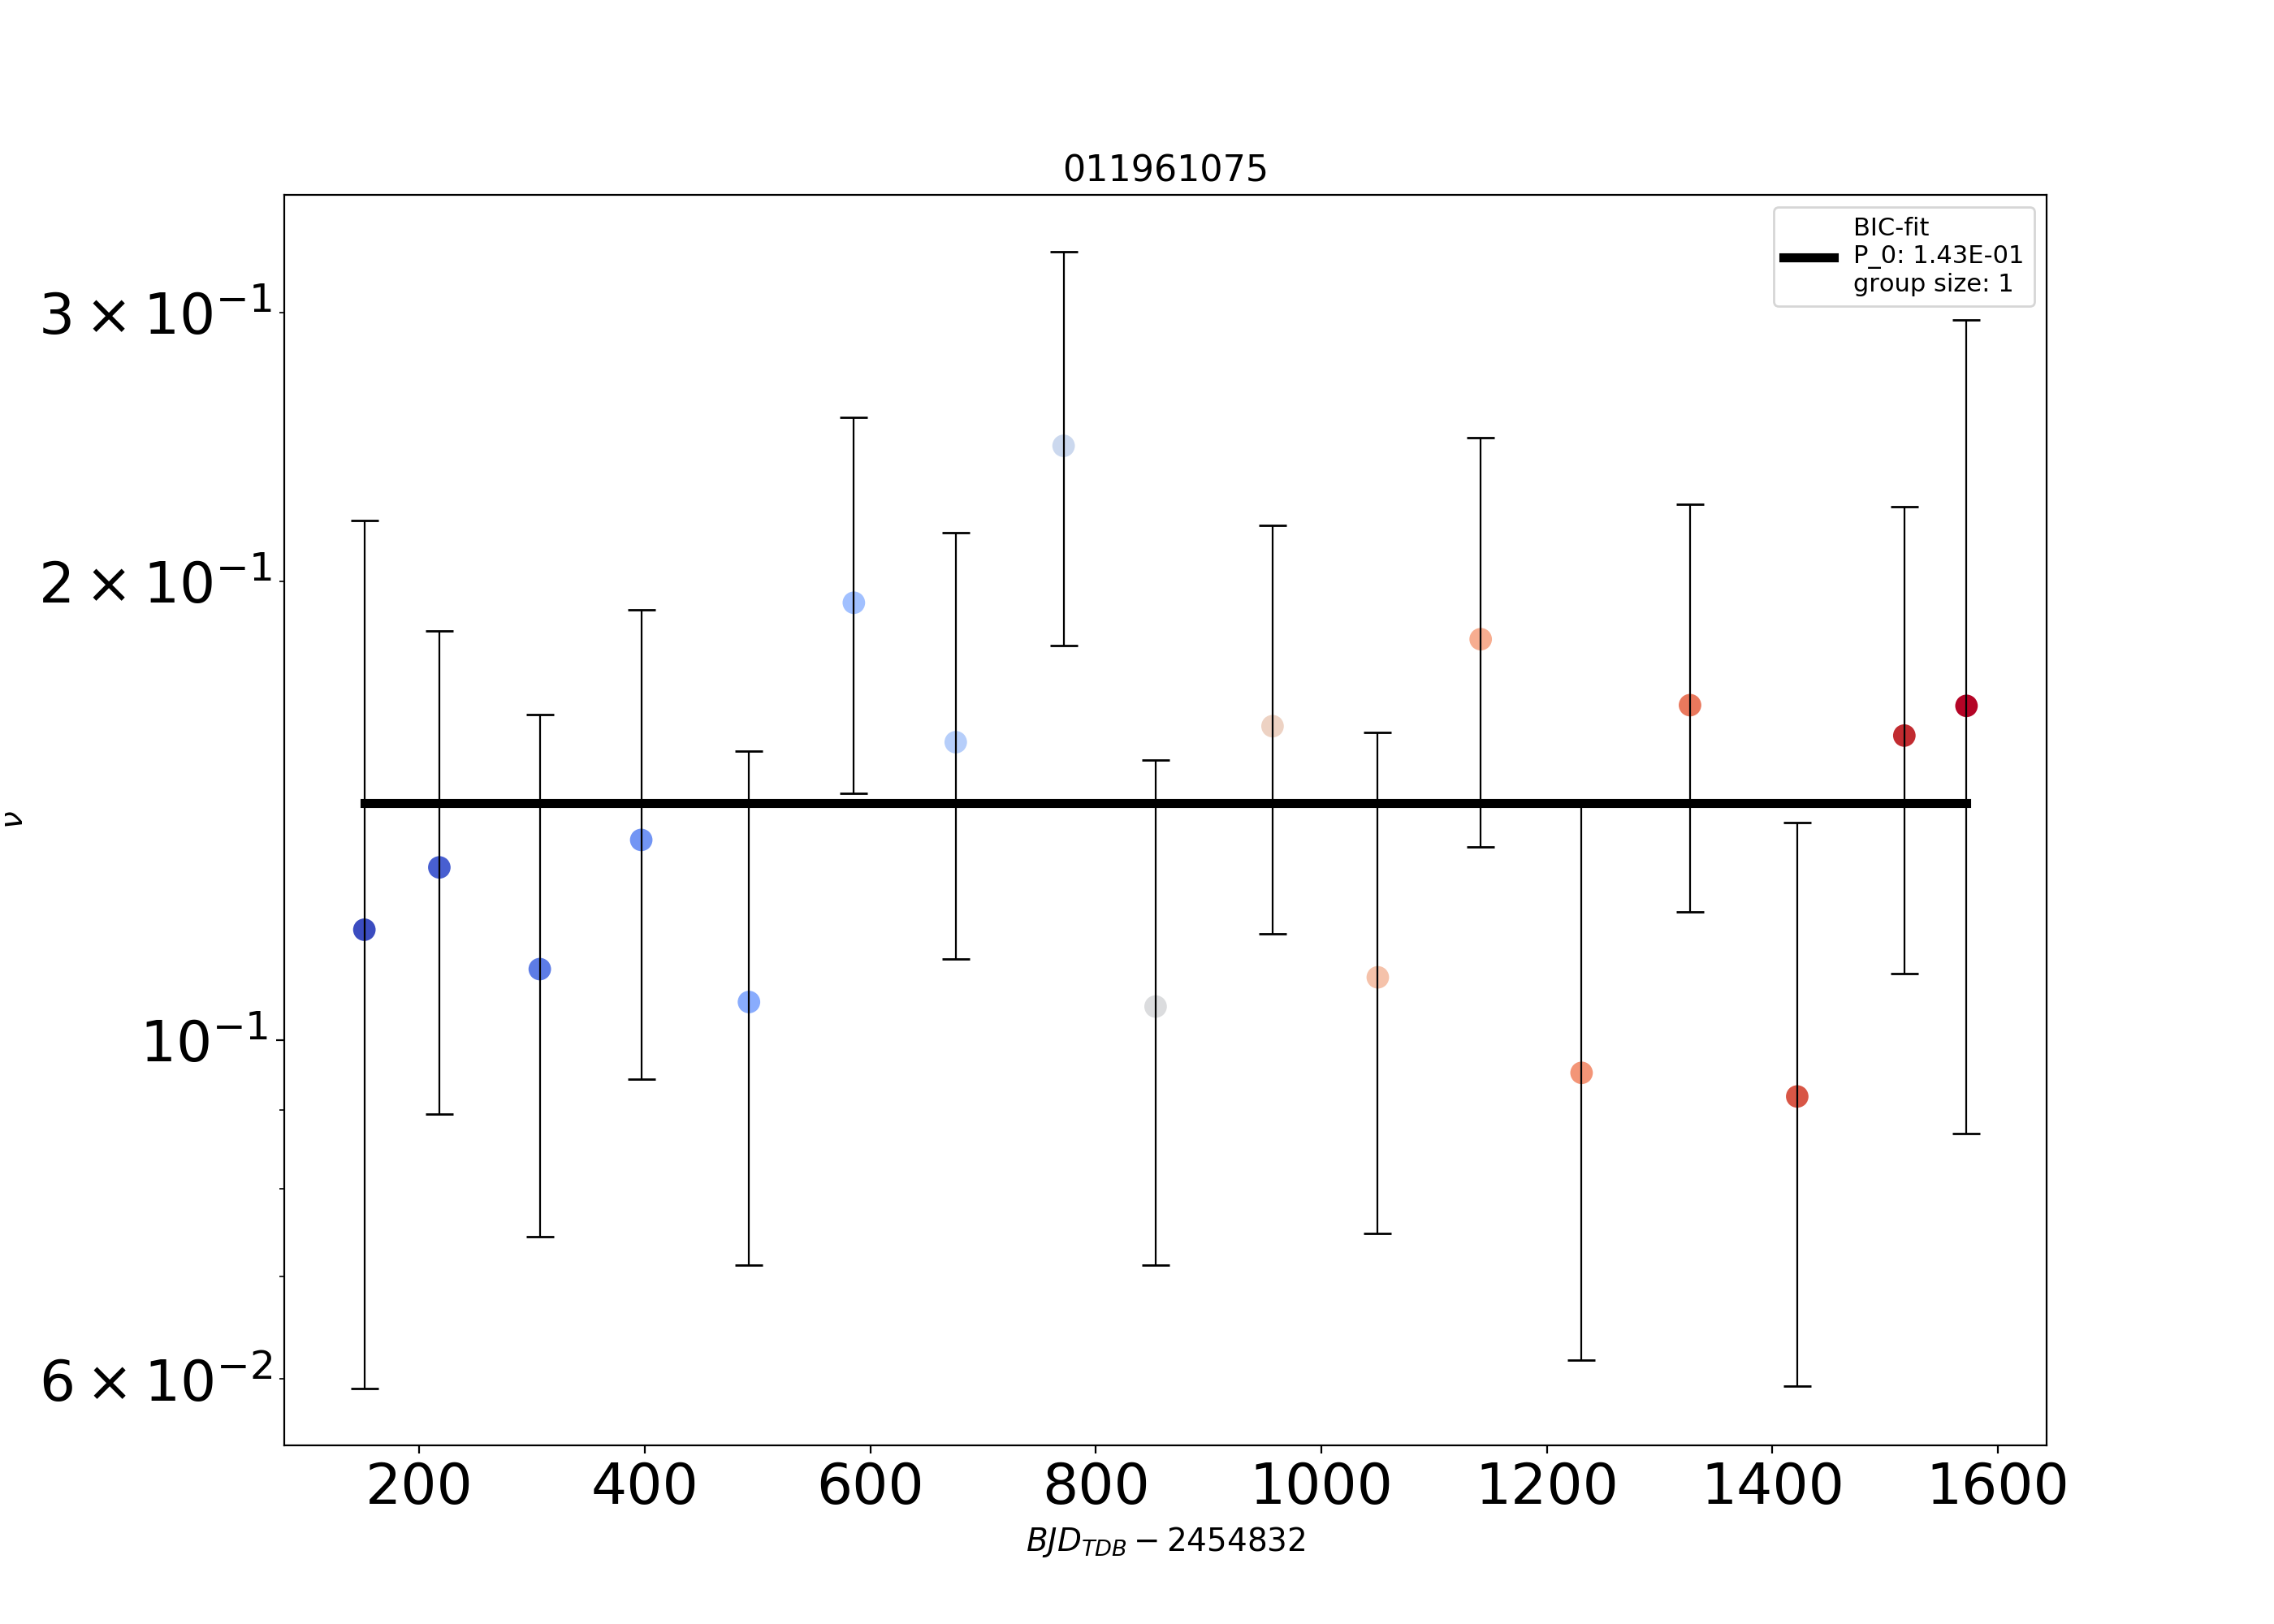 011961075
BIC-fit
P_0: 1.43E-01
group size: 1
3 × 10⁻¹
2 × 10⁻¹
10⁻¹
6 × 10⁻²
ν
200 400 600 800 1000 1200 1400 1600
BJD_TDB − 2454832